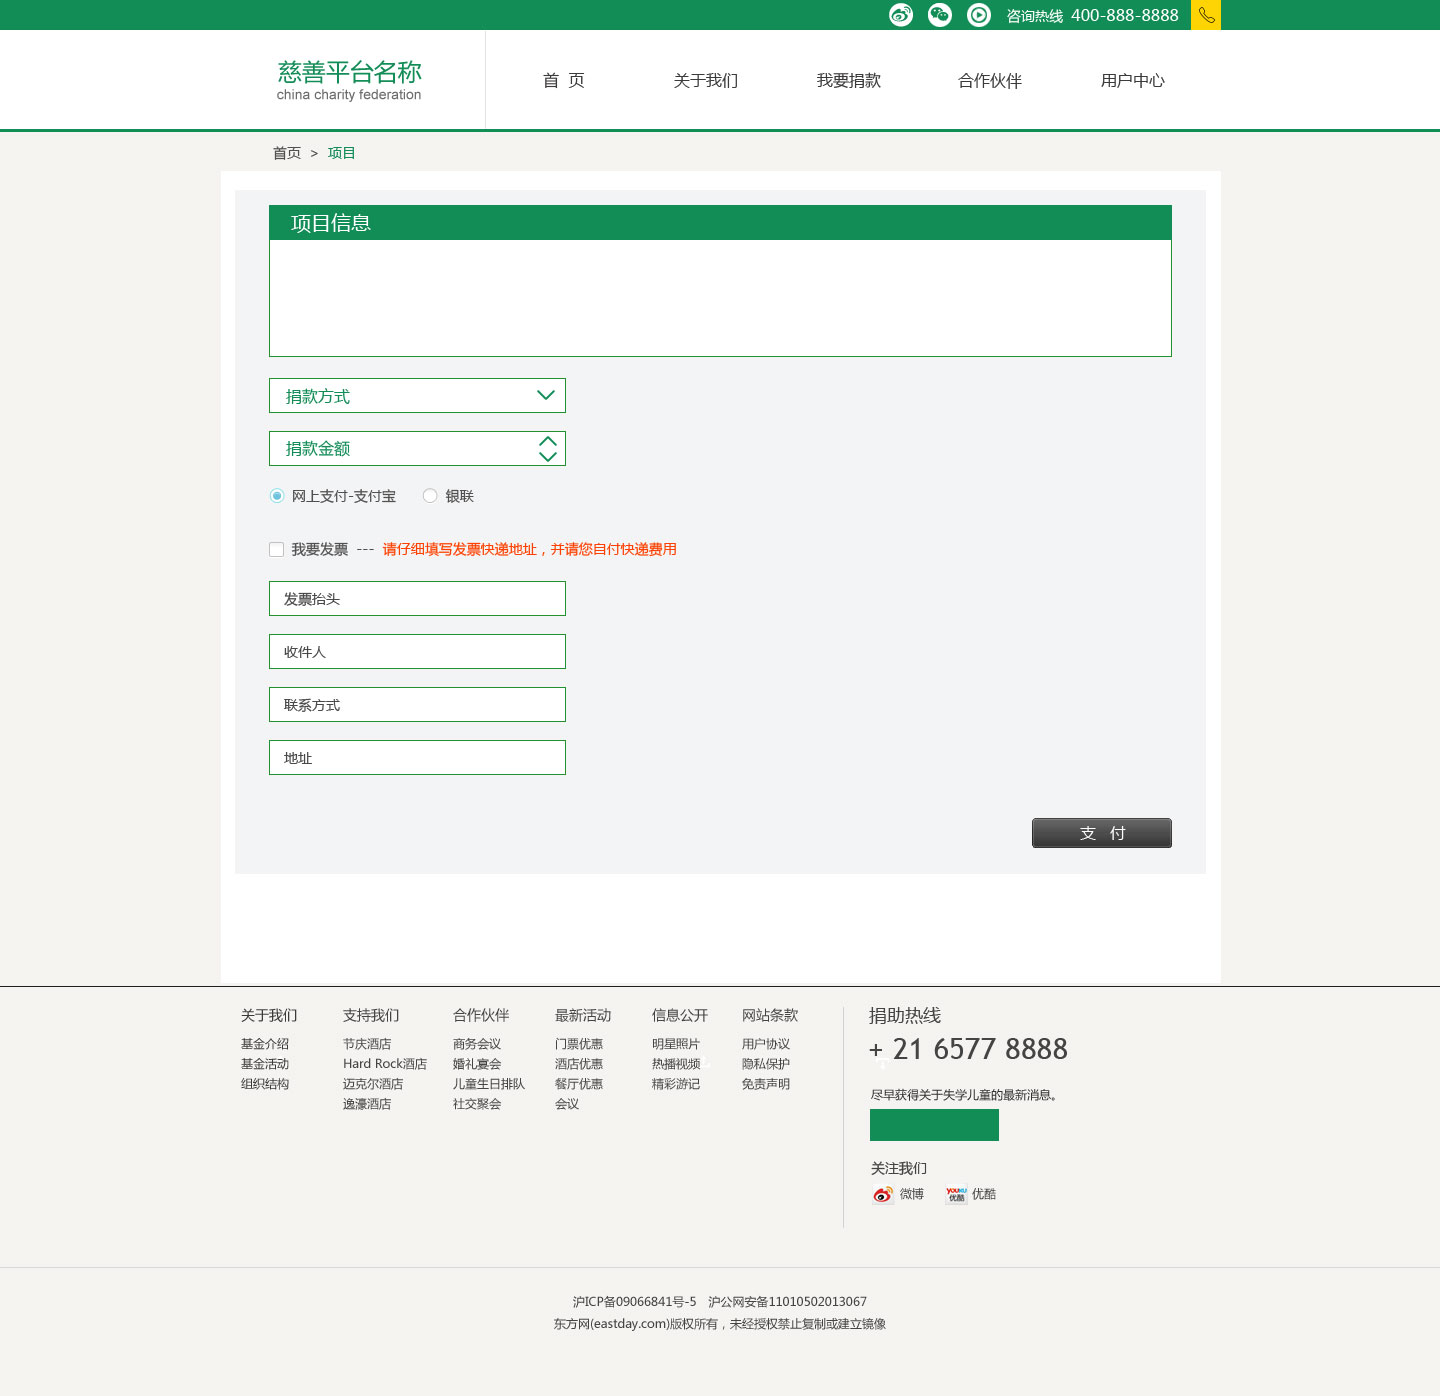 咨询热线 400-888-8888
慈善平台名称
china charity federation
首 页 关于我们 我要捐款 合作伙伴 用户中心
首页 > 项目
项目信息
捐款方式
捐款金额
网上支付-支付宝 银联
我要发票 --- 请仔细填写发票快递地址，并请您自付快递费用
发票抬头
收件人
联系方式
地址
支 付
关于我们
基金介绍
基金活动
组织结构
支持我们
节庆酒店
Hard Rock酒店
迈克尔酒店
逸濠酒店
合作伙伴
商务会议
婚礼宴会
儿童生日排队
社交聚会
最新活动
门票优惠
酒店优惠
餐厅优惠
会议
信息公开
明星照片
热播视频
精彩游记
网站条款
用户协议
隐私保护
免责声明
捐助热线
+ 21 6577 8888
尽早获得关于失学儿童的最新消息。
关注我们
微博 YOUKU 优酷 优酷
沪ICP备09066841号-5 沪公网安备11010502013067
东方网(eastday.com)版权所有，未经授权禁止复制或建立镜像